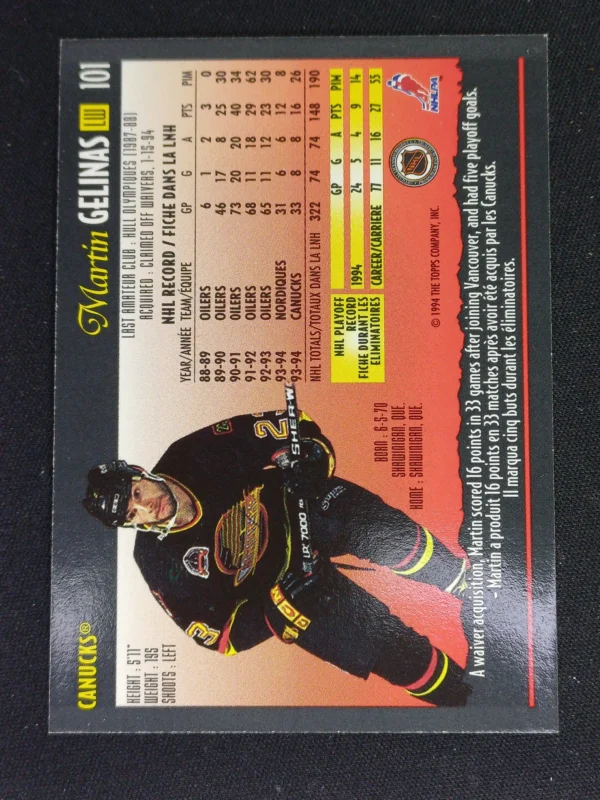 CANUCKS® Martin GELINAS LW 101
HEIGHT : 5'11"
WEIGHT : 195
SHOOTS : LEFT
LAST AMATEUR CLUB : HULL OLYMPIQUES (1987-88)
ACQUIRED : CLAIMED OFF WAIVERS, 1-15-94
NHL RECORD / FICHE DANS LA LNH
YEAR/ANNÉE TEAM/ÉQUIPE GP G A PTS PIM
88-89 OILERS 6 1 2 3 0
89-90 OILERS 46 17 8 25 30
90-91 OILERS 73 20 20 40 34
91-92 OILERS 68 11 18 29 62
92-93 OILERS 65 11 12 23 30
93-94 NORDIQUES 31 6 6 12 8
93-94 CANUCKS 33 8 8 16 26
NHL TOTALS/TOTAUX DANS LA LNH 322 74 74 148 190
NHL PLAYOFF
RECORD
FICHE DURANT LES
ELIMINATOIRES
GP G A PTS PIM
1994 24 5 4 9 14
CAREER/CARRIERE 77 11 16 27 55
BORN : 6-5-70
SHAWINIGAN, QUE.
HOME : SHAWINIGAN, QUE.
© 1994 THE TOPPS COMPANY, INC.
NHL
NHLPA
23
SHER-W
7000
CCM
A waiver acquisition, Martin scored 16 points in 33 games after joining Vancouver, and had five playoff goals.
- Martin a produit 16 points en 33 matches après avoir été acquis par les Canucks.
Il marqua cinq buts durant les éliminatoires.